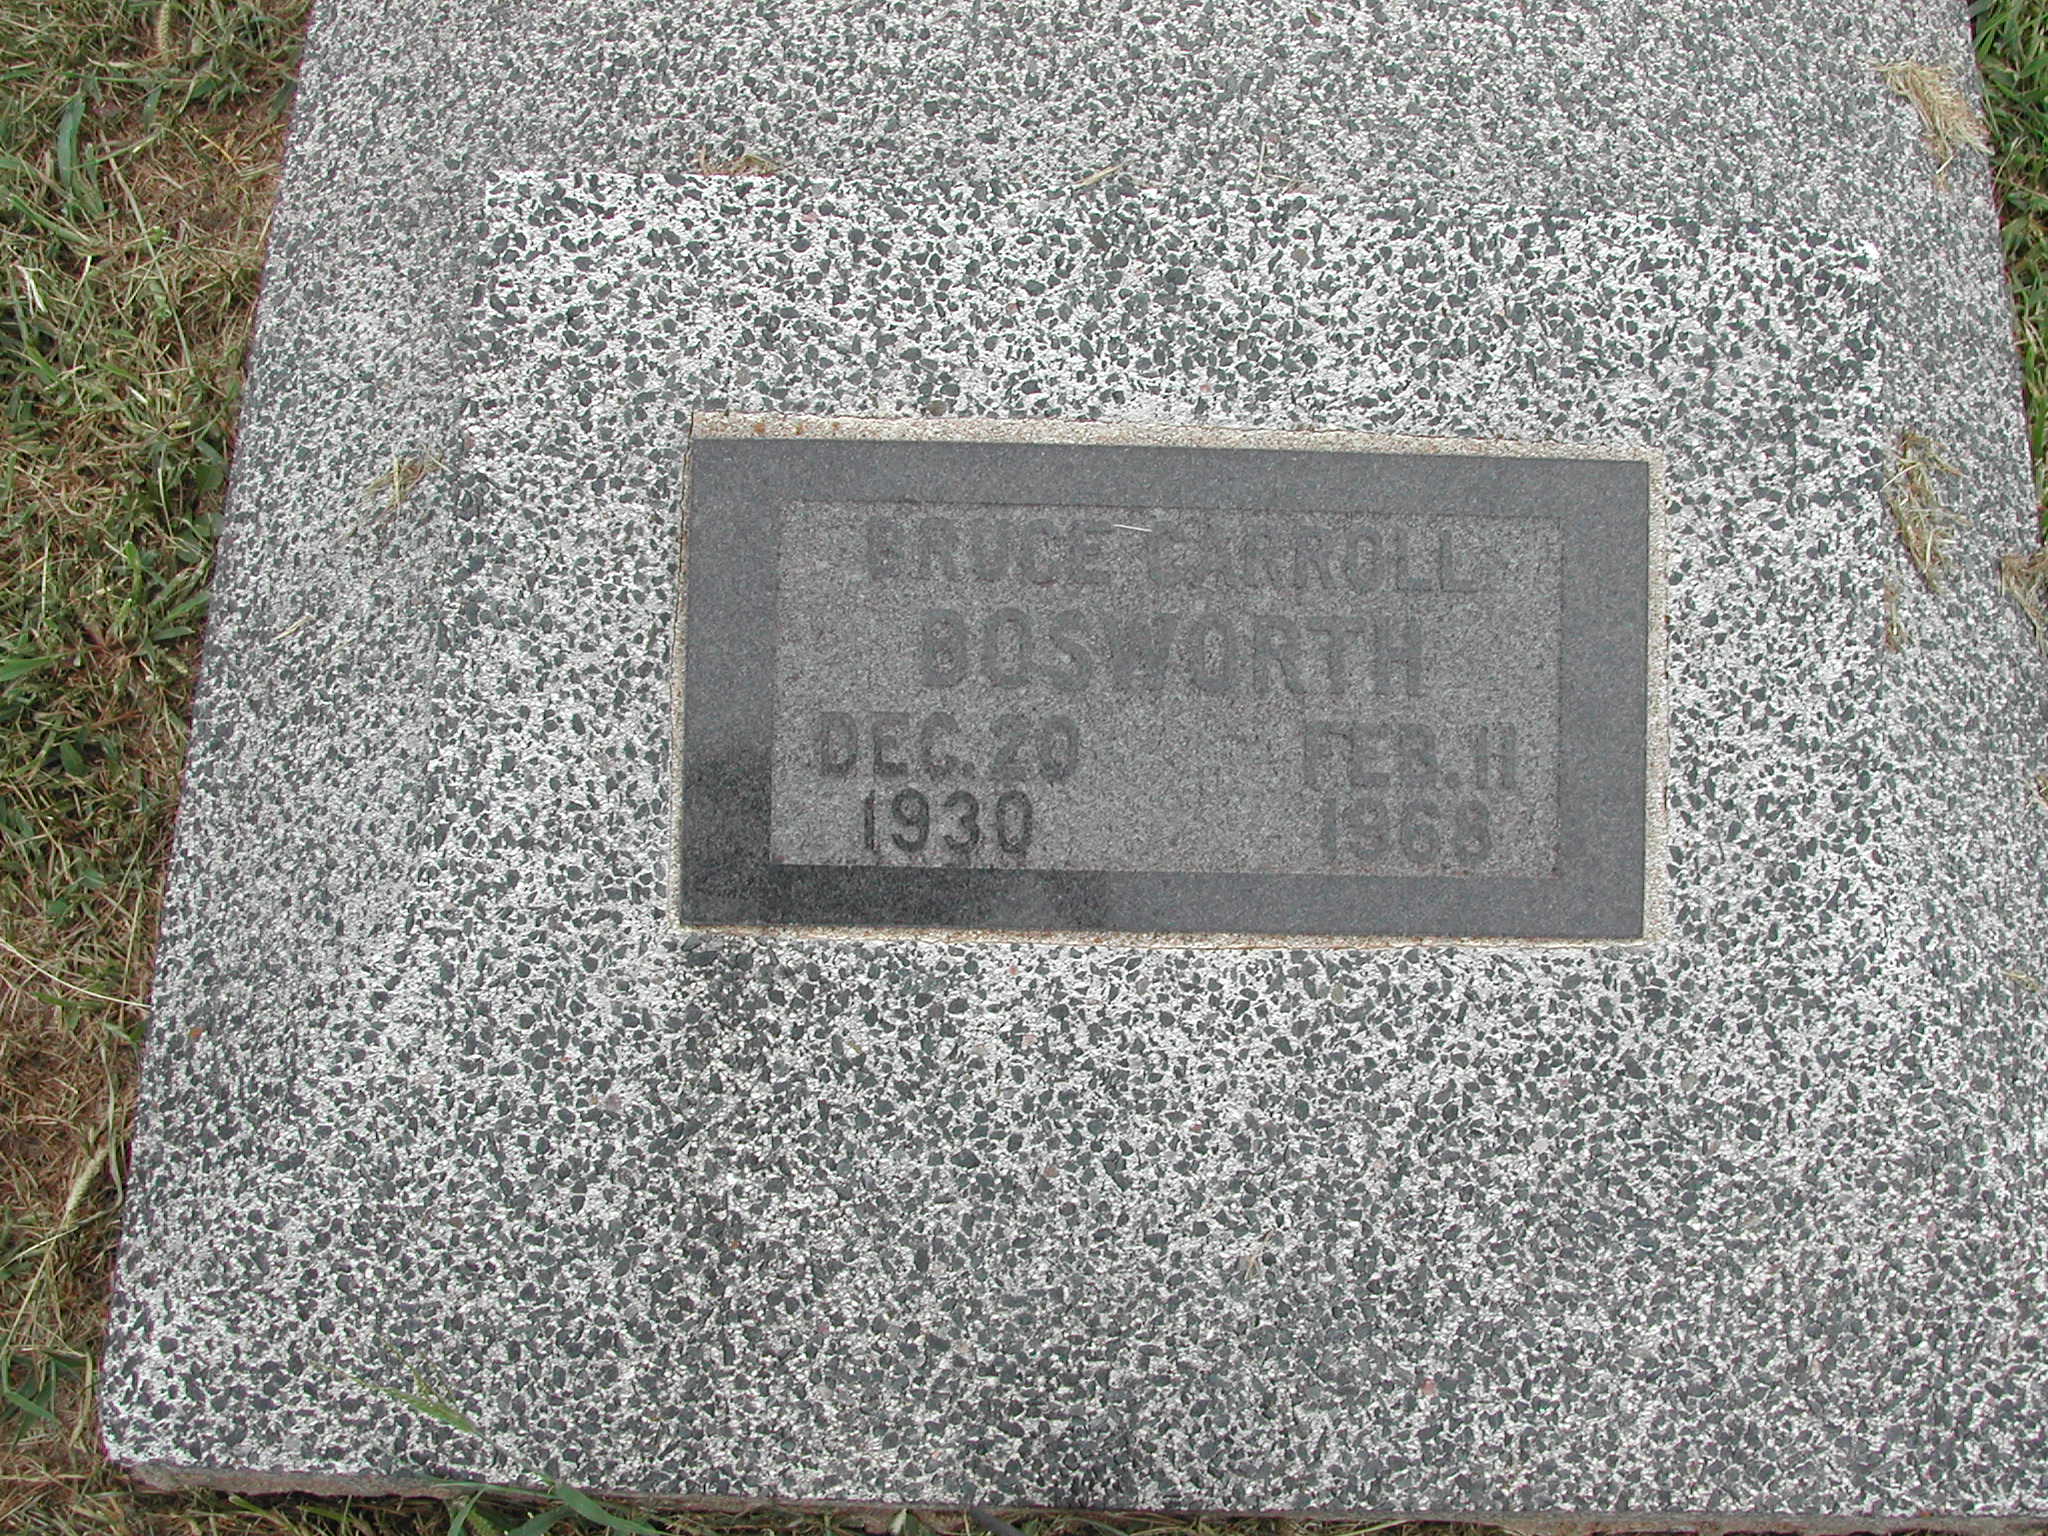 BRUCE CARROLL
BOSWORTH
DEC. 20 - FEB. 11
1930 1968